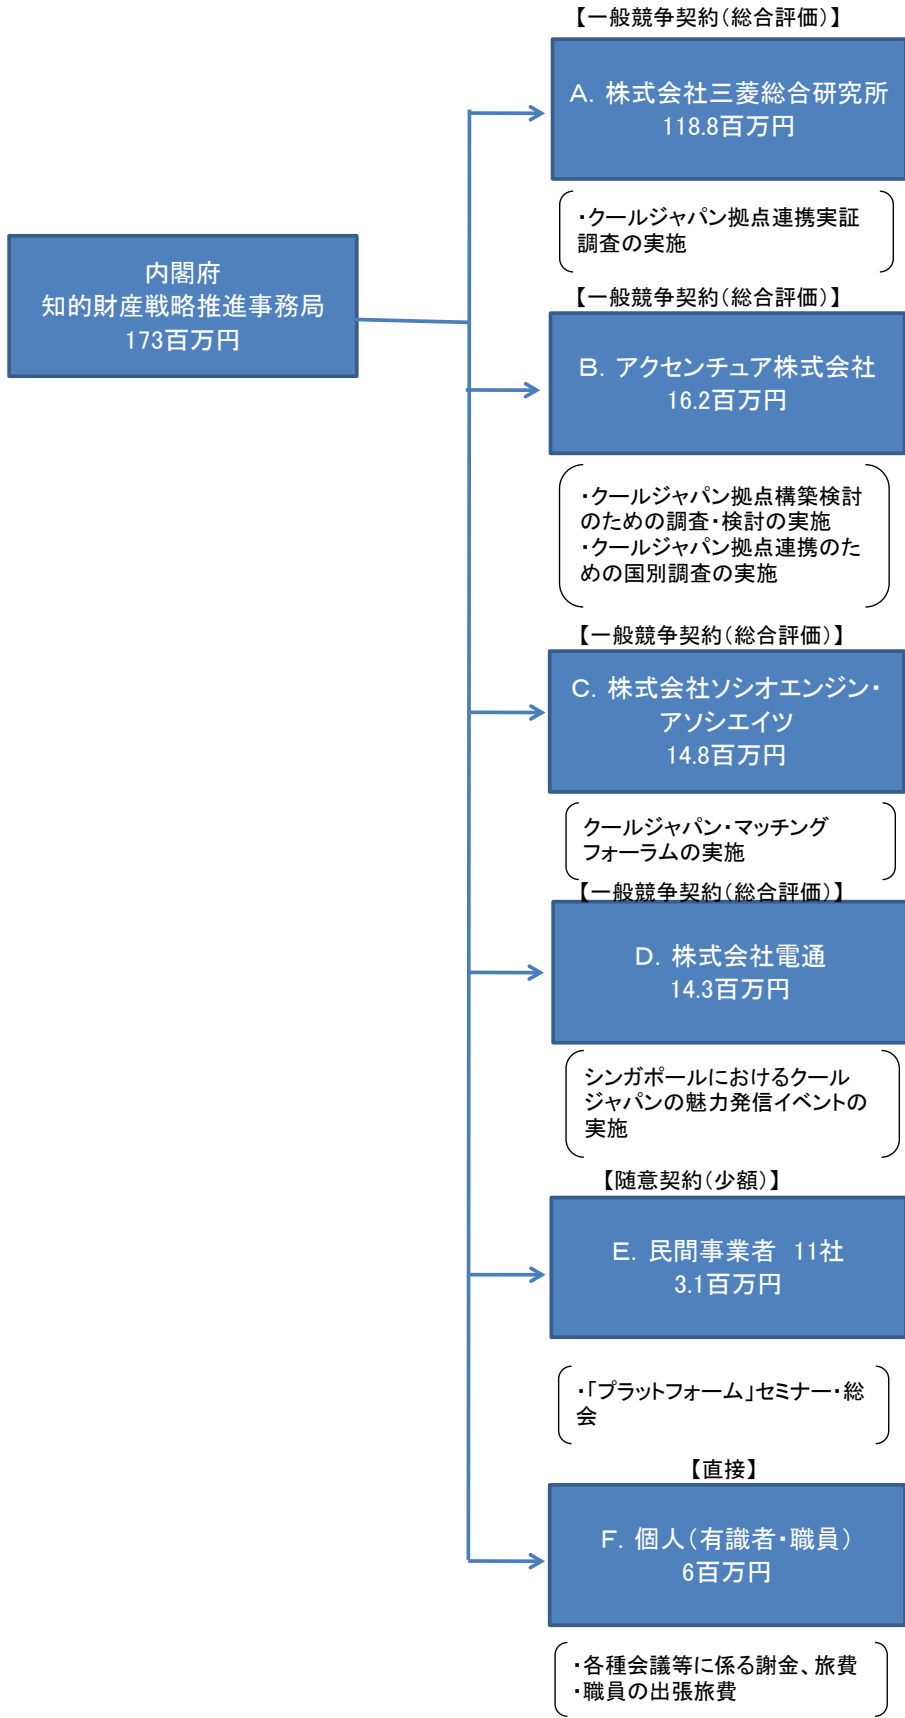 【一般競争契約（総合評価）】
A. 株式会社三菱総合研究所
118.8百万円
・クールジャパン拠点連携実証
調査の実施
内閣府
知的財産戦略推進事務局
173百万円
【一般競争契約（総合評価）】
B. アクセンチュア株式会社
16.2百万円
・クールジャパン拠点構築検討
のための調査・検討の実施
・クールジャパン拠点連携のた
めの国別調査の実施
【一般競争契約（総合評価）】
C. 株式会社ソシオエンジン・
アソシエイツ
14.8百万円
クールジャパン・マッチング
フォーラムの実施
【一般競争契約（総合評価）】
D. 株式会社電通
14.3百万円
シンガポールにおけるクール
ジャパンの魅力発信イベントの
実施
【随意契約（少額）】
E. 民間事業者 11社
3.1百万円
・「プラットフォーム」セミナー・総
会
【直接】
F. 個人（有識者・職員）
6百万円
・各種会議等に係る謝金、旅費
・職員の出張旅費